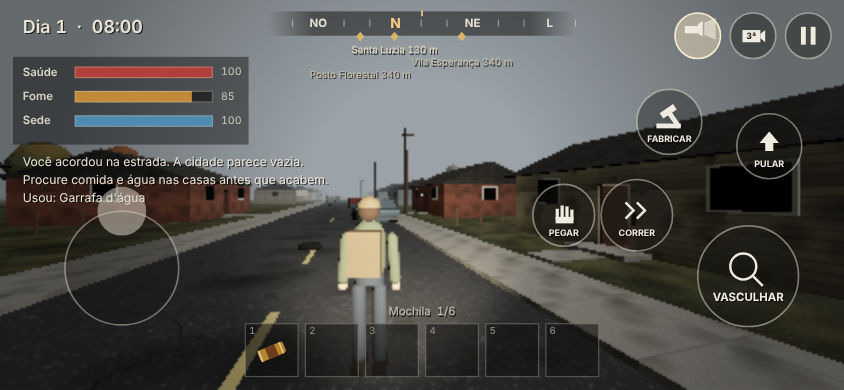 Dia 1 · 08:00
NO N NE L
Santa Luzia 130 m
Vila Esperança 340 m
Posto Florestal 340 m
3ª
Saúde 100
Fome 85
Sede 100
Você acordou na estrada. A cidade parece vazia.
Procure comida e água nas casas antes que acabem.
Usou: Garrafa d'água
FABRICAR
PULAR
PEGAR
CORRER
VASCULHAR
Mochila 1/6
1 2 3 4 5 6